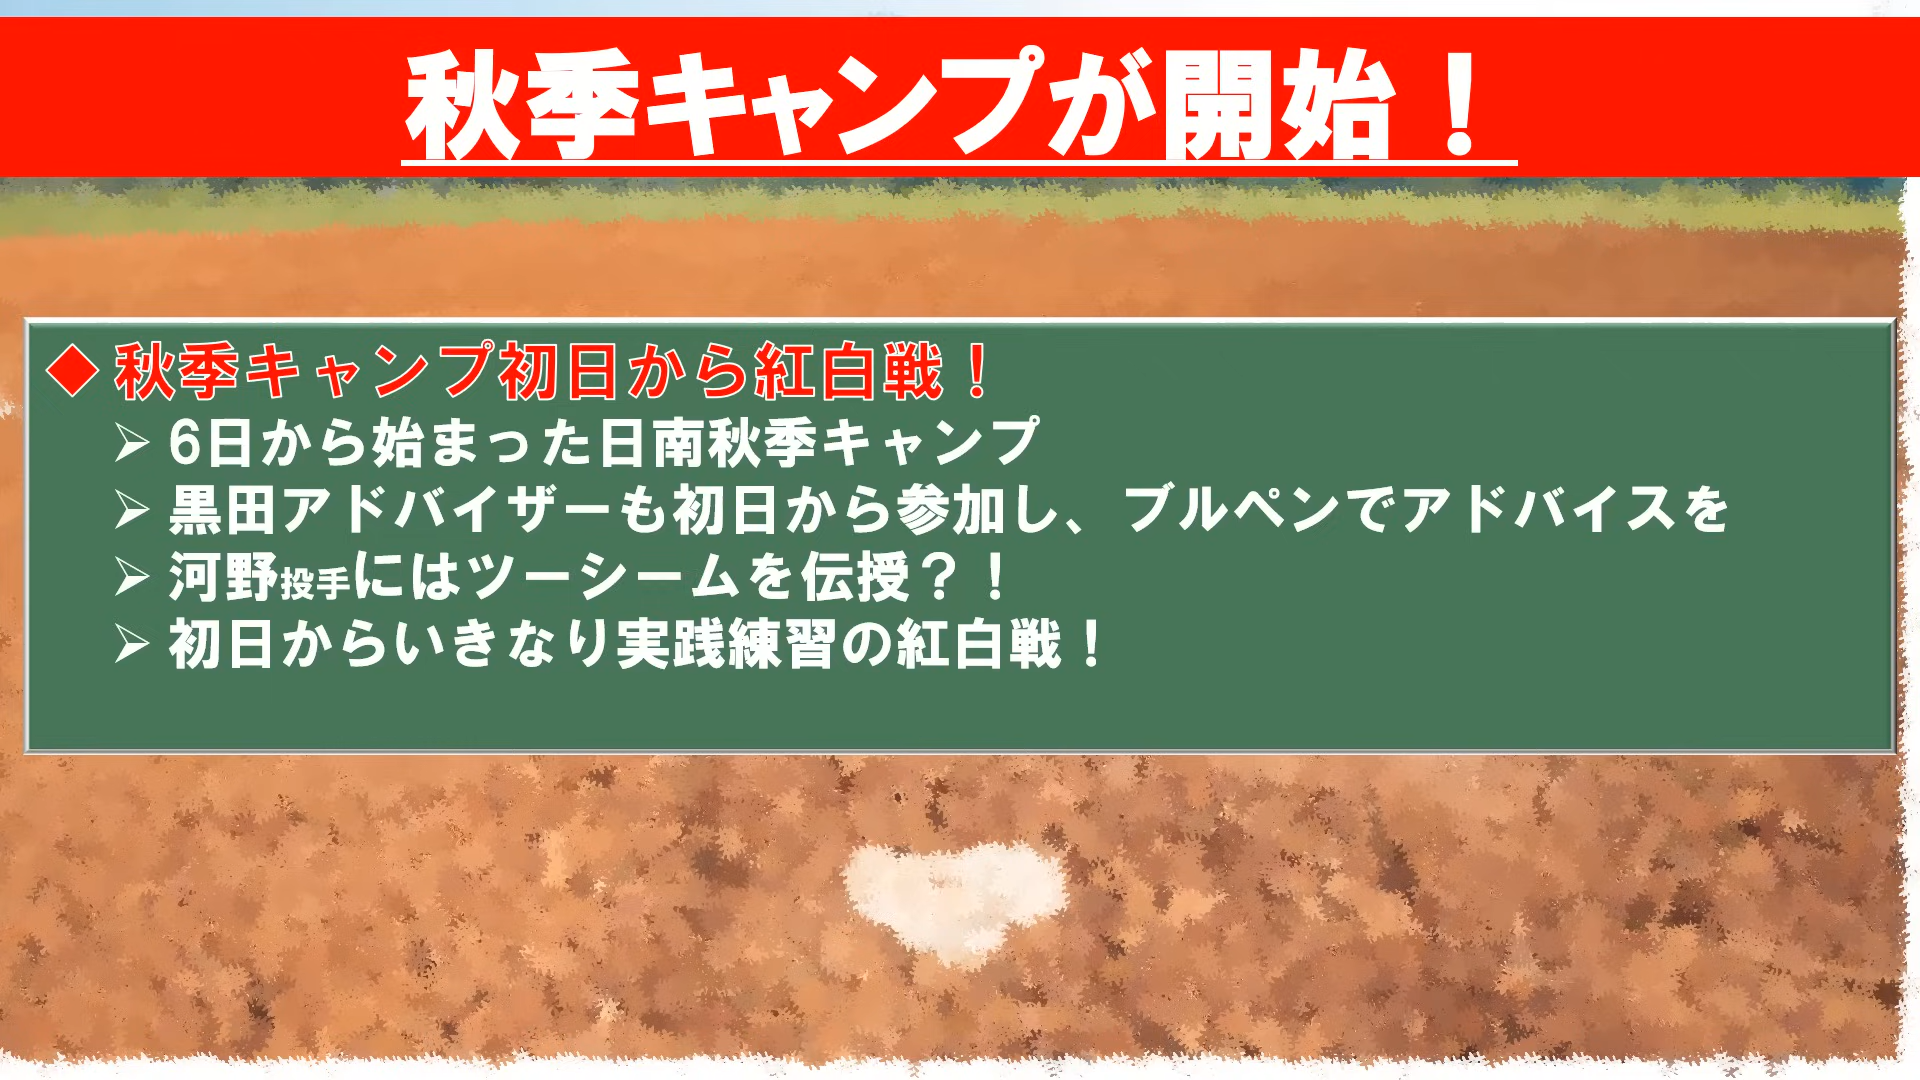 秋季キャンプが開始！
◆秋季キャンプ初日から紅白戦！
➢6日から始まった日南秋季キャンプ
➢黒田アドバイザーも初日から参加し、ブルペンでアドバイスを
➢河野投手にはツーシームを伝授？！
➢初日からいきなり実践練習の紅白戦！